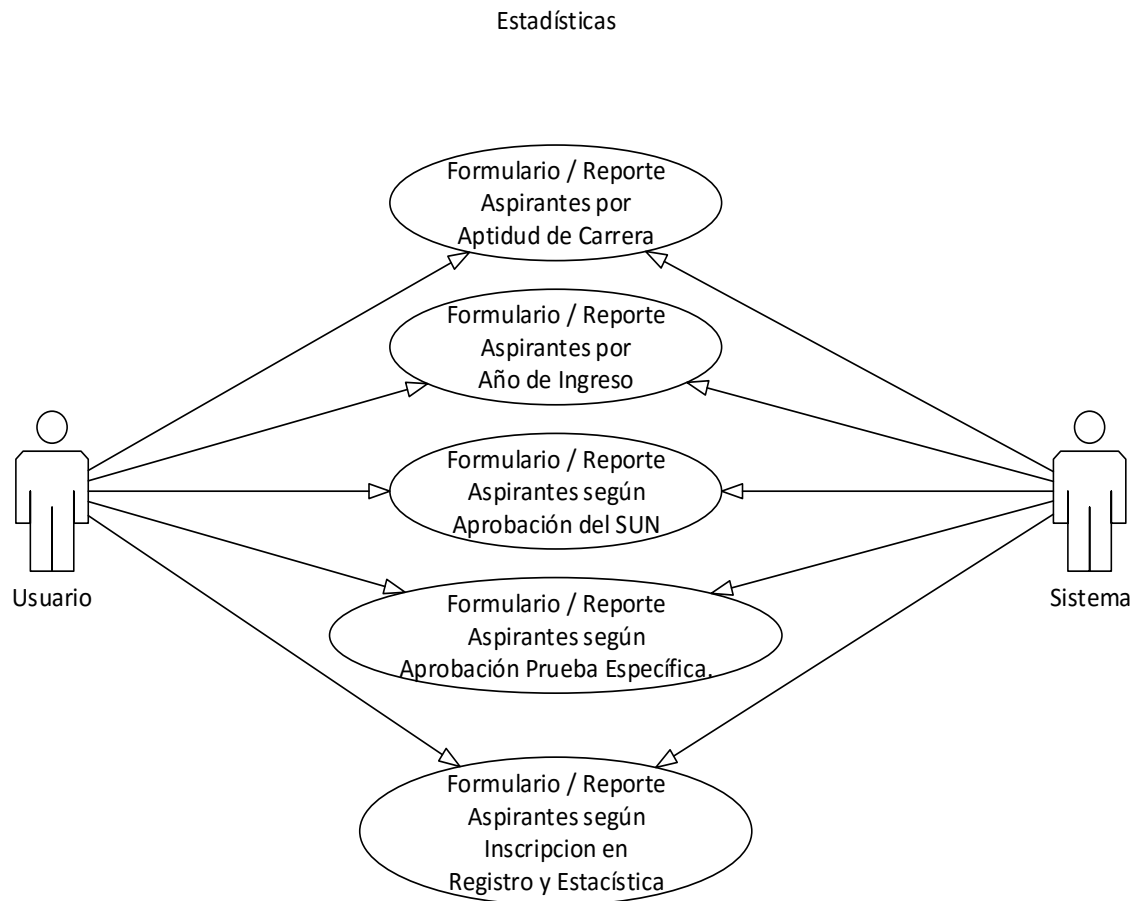 Estadísticas
Formulario / Reporte
Aspirantes por
Aptidud de Carrera
Formulario / Reporte
Aspirantes por
Año de Ingreso
Formulario / Reporte
Aspirantes según
Aprobación del SUN
Usuario
Sistema
Formulario / Reporte
Aspirantes según
Aprobación Prueba Específica.
Formulario / Reporte
Aspirantes según
Inscripcion en
Registro y Estacística